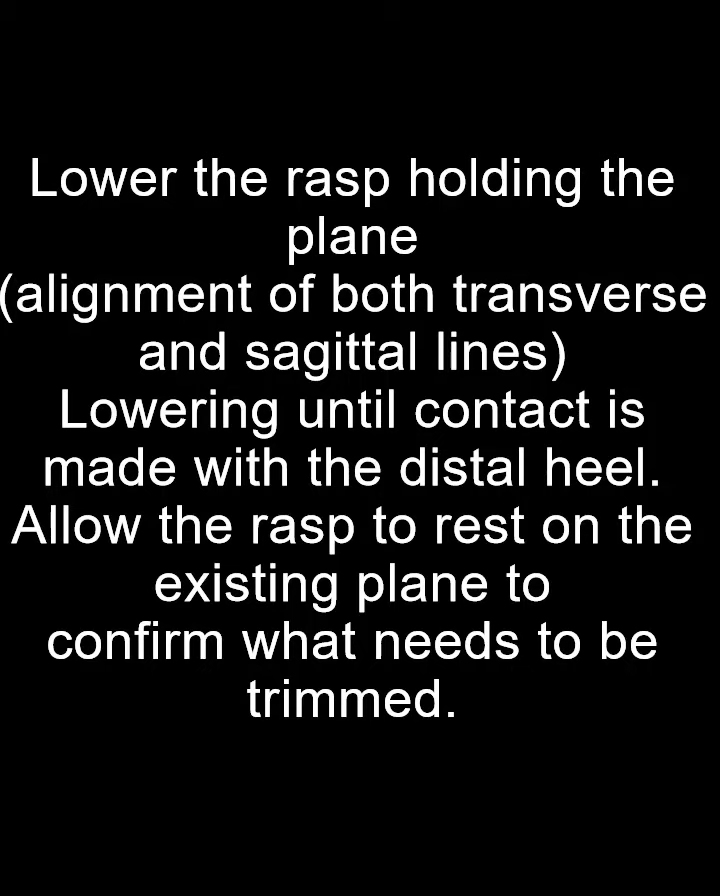 Lower the rasp holding the
plane
(alignment of both transverse
and sagittal lines)
Lowering until contact is
made with the distal heel.
Allow the rasp to rest on the
existing plane to
confirm what needs to be
trimmed.